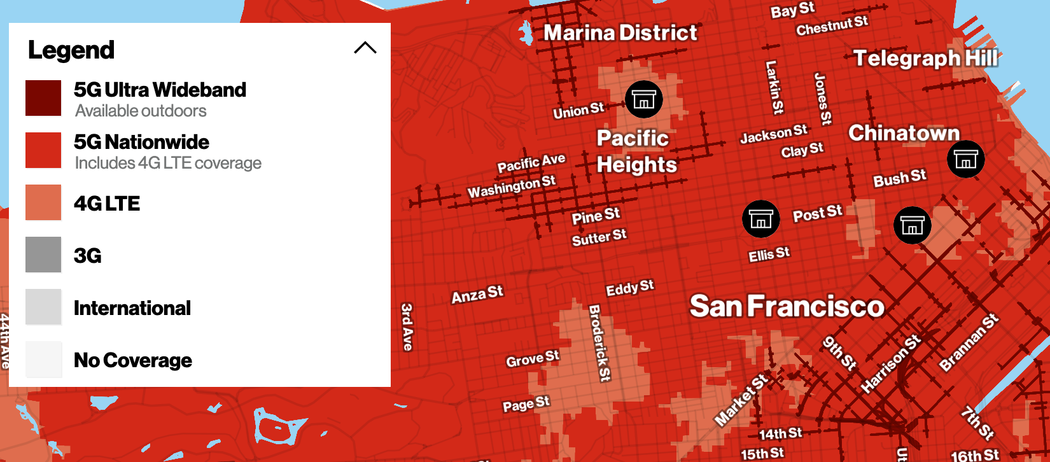 Legend
5G Ultra Wideband
Available outdoors
5G Nationwide
Includes 4G LTE coverage
4G LTE
3G
International
No Coverage
44th Ave
Marina District
Bay St
Chestnut St
Telegraph Hill
Larkin St
Jones St
Union St
Pacific
Heights
Jackson St
Clay St
Chinatown
Pacific Ave
Washington St
Bush St
Pine St
Post St
Sutter St
Ellis St
Eddy St
Anza St
San Francisco
3rd Ave
Broderick St
Grove St
Page St
9th St
Harrison St
Brannan St
Market St
7th St
14th St
15th St
16th St